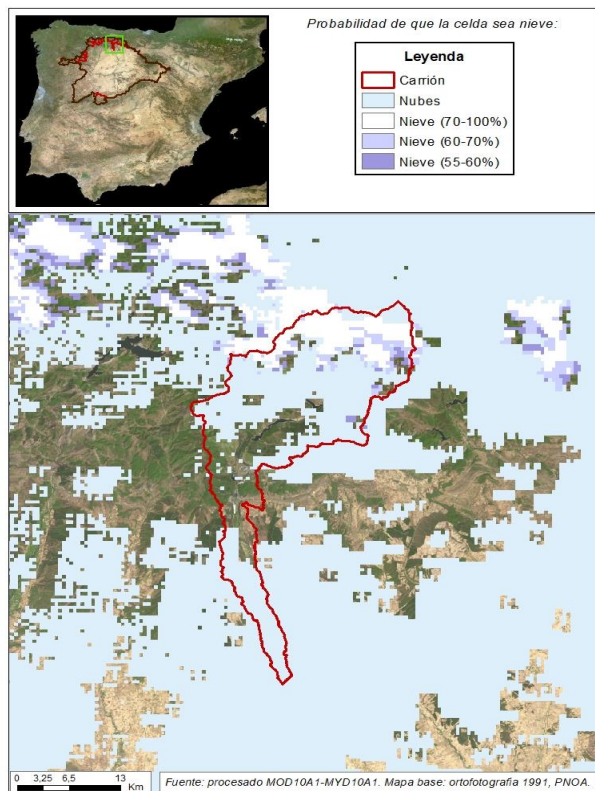 Probabilidad de que la celda sea nieve:
Leyenda
Carrión
Nubes
Nieve (70-100%)
Nieve (60-70%)
Nieve (55-60%)
0 3,25 6,5 13
Km
Fuente: procesado MOD10A1-MYD10A1. Mapa base: ortofotografia 1991, PNOA.